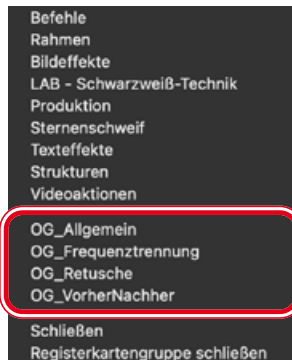 Befehle
Rahmen
Bildeffekte
LAB - Schwarzweiß-Technik
Produktion
Sternenschweif
Texteffekte
Strukturen
Videoaktionen
OG_Allgemein
OG_Frequenztrennung
OG_Retusche
OG_VorherNachher
Schließen
Registerkartengruppe schließen